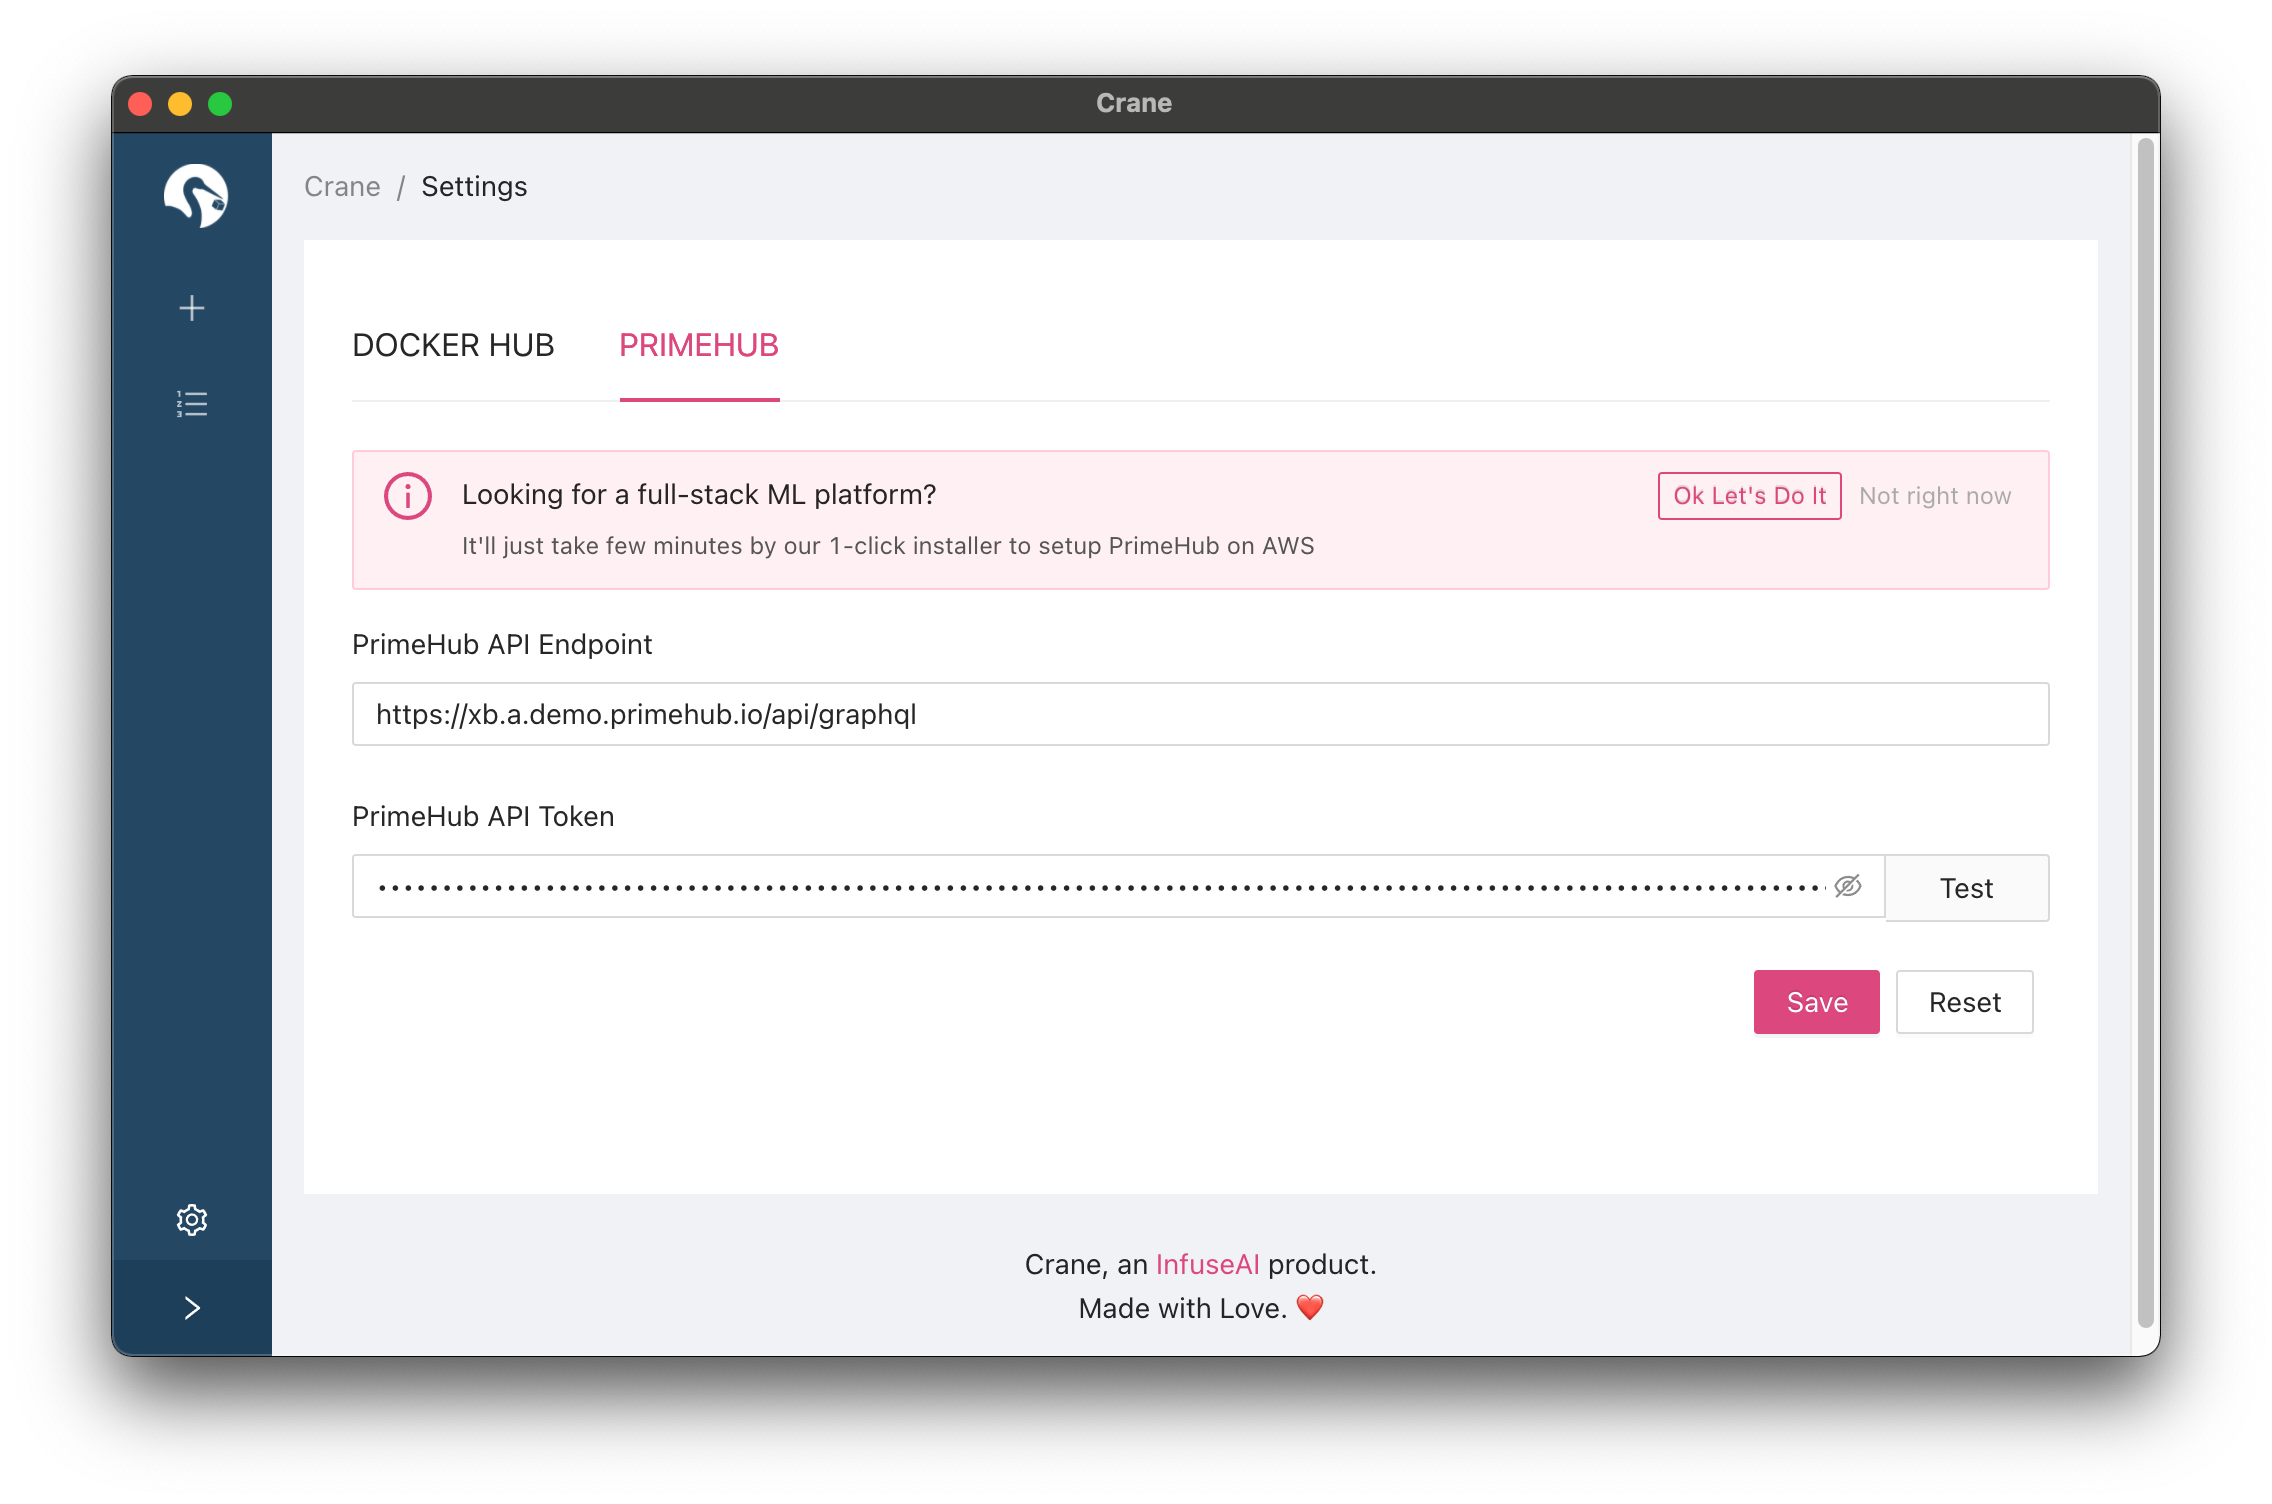 Crane
Crane / Settings
DOCKER HUB PRIMEHUB
Looking for a full-stack ML platform?
Ok Let's Do It Not right now
It'll just take few minutes by our 1-click installer to setup PrimeHub on AWS
PrimeHub API Endpoint
https://xb.a.demo.primehub.io/api/graphql
PrimeHub API Token
Test
Save Reset
Crane, an InfuseAI product.
Made with Love. ❤️